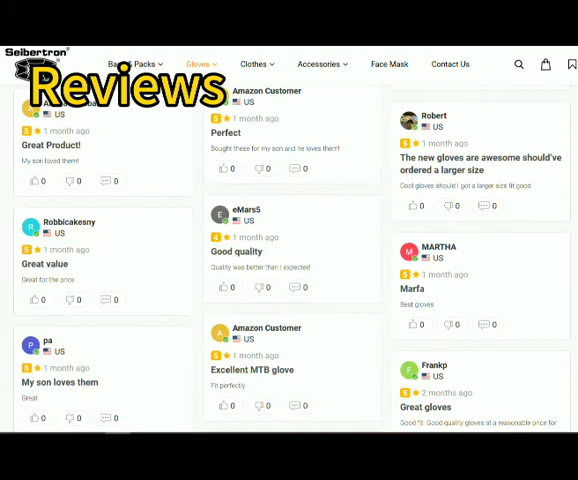 Seibertron®
Packs
Gloves
Clothes
Accessories
Face Mask
Contact Us
Reviews
US
5 1 month ago
Great Product!
My son loved them!
0 0 0
Robbicakesny
US
5 1 month ago
Great value
Great for the price
0 0 0
pa
US
5 1 month ago
My son loves them
Great
0 0 0
Amazon Customer
US
5 1 month ago
Perfect
Bought these for my son and he loves them!
0 0 0
E
eMars5
US
4 1 month ago
Good quality
Quality was better than I expected
0 0 0
A
Amazon Customer
US
5 1 month ago
Excellent MTB glove
Fit perfectly
0 0 0
Robert
US
5 1 month ago
The new gloves are awesome should've
ordered a larger size
Cool gloves should I got a larger size fit good
0 0 0
M
MARTHA
US
5 1 month ago
Marfa
Best gloves
0 0 0
F
Frankp
US
5 2 months ago
Great gloves
Good fit. Good quality gloves at a reasonable price for